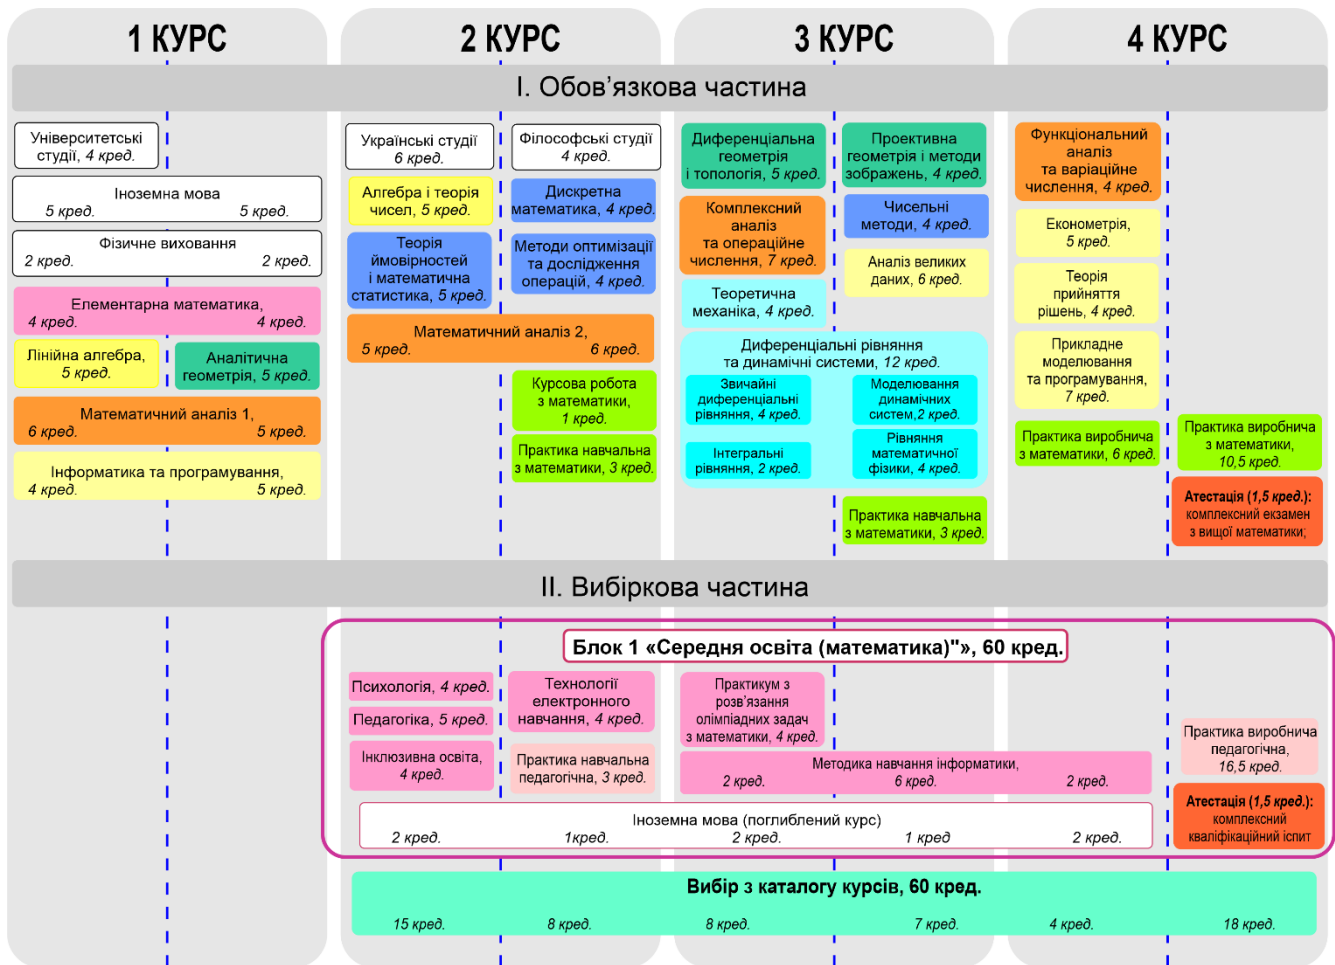 1 КУРС
2 КУРС
3 КУРС
4 КУРС
I. Обов’язкова частина
Університетські
студії, 4 кред.
Іноземна мова
5 кред. 5 кред.
Фізичне виховання
2 кред. 2 кред.
Елементарна математика,
4 кред. 4 кред.
Лінійна алгебра,
5 кред.
Аналітична
геометрія, 5 кред.
Математичний аналіз 1,
6 кред. 5 кред.
Інформатика та програмування,
4 кред. 5 кред.
Українські студії
6 кред.
Філософські студії
4 кред.
Алгебра і теорія
чисел, 5 кред.
Дискретна
математика, 4 кред.
Теорія
ймовірностей
і математична
статистика, 5 кред.
Методи оптимізації
та дослідження
операцій, 4 кред.
Математичний аналіз 2,
5 кред. 6 кред.
Курсова робота
з математики,
1 кред.
Практика навчальна
з математики, 3 кред.
Диференціальна
геометрія
і топологія, 5 кред.
Проективна
геометрія і методи
зображень, 4 кред.
Комплексний
аналіз
та операційне
числення, 7 кред.
Чисельні
методи, 4 кред.
Аналіз великих
даних, 6 кред.
Теоретична
механіка, 4 кред.
Диференціальні рівняння
та динамічні системи, 12 кред.
Звичайні
диференціальні
рівняння, 4 кред.
Моделювання
динамічних
систем,2 кред.
Інтегральні
рівняння, 2 кред.
Рівняння
математичної
фізики, 4 кред.
Практика навчальна
з математики, 3 кред.
Функціональний
аналіз
та варіаційне
числення, 4 кред.
Економетрія,
5 кред.
Теорія
прийняття
рішень, 4 кред.
Прикладне
моделювання
та програмування,
7 кред.
Практика виробнича
з математики, 6 кред.
Практика виробнича
з математики,
10,5 кред.
Атестація (1,5 кред.):
комплексний екзамен
з вищої математики;
II. Вибіркова частина
Блок 1 «Середня освіта (математика)"», 60 кред.
Психологія, 4 кред.
Педагогіка, 5 кред.
Інклюзивна освіта,
4 кред.
Технології
електронного
навчання, 4 кред.
Практика навчальна
педагогічна, 3 кред.
Практикум з
розв’язання
олімпіадних задач
з математики, 4 кред.
Методика навчання інформатики,
2 кред. 6 кред. 2 кред.
Іноземна мова (поглиблений курс)
2 кред. 1кред. 2 кред. 1 кред 2 кред.
Практика виробнича
педагогічна,
16,5 кред.
Атестація (1,5 кред.):
комплексний
кваліфікаційний іспит
Вибір з каталогу курсів, 60 кред.
15 кред. 8 кред. 8 кред. 7 кред. 4 кред. 18 кред.